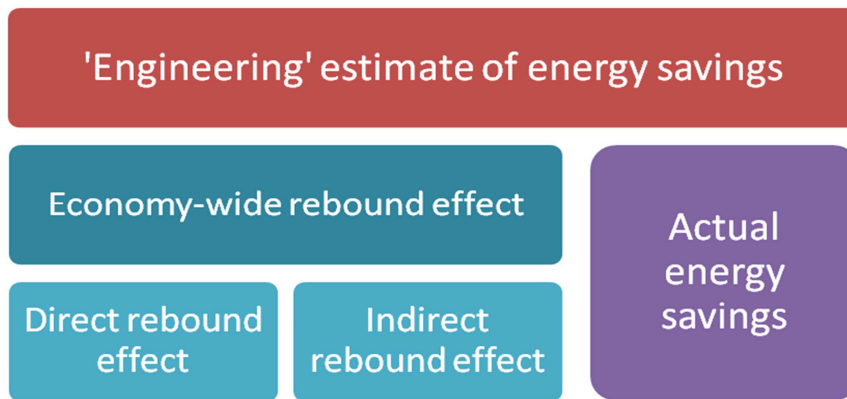 'Engineering' estimate of energy savings
Economy-wide rebound effect
Actual
energy
savings
Direct rebound
effect
Indirect
rebound effect